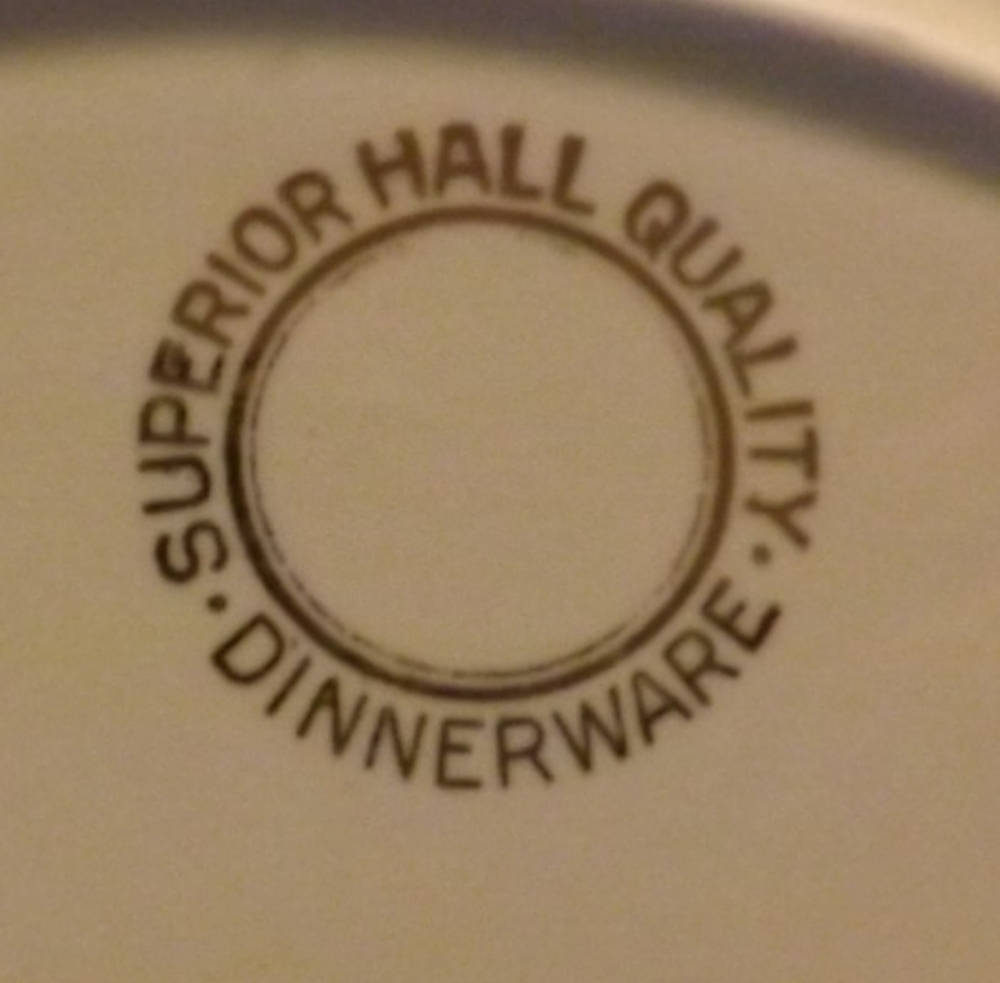 SUPERIOR HALL QUALITY
· DINNERWARE ·